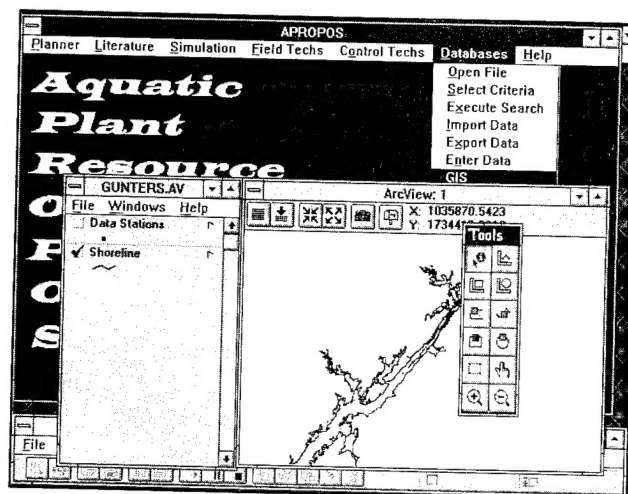 APROPOS
Planner Literature Simulation Field Techs Control Techs Databases Help
Open File
Select Criteria
Execute Search
Import Data
Export Data
Enter Data
GIS
Aquatic
Plant
Resource
O
P
O
S
GUNTERS.AV
File Windows Help
Data Stations
Shoreline
ArcView: 1
X: 1035870.5423
Y:
Tools
File